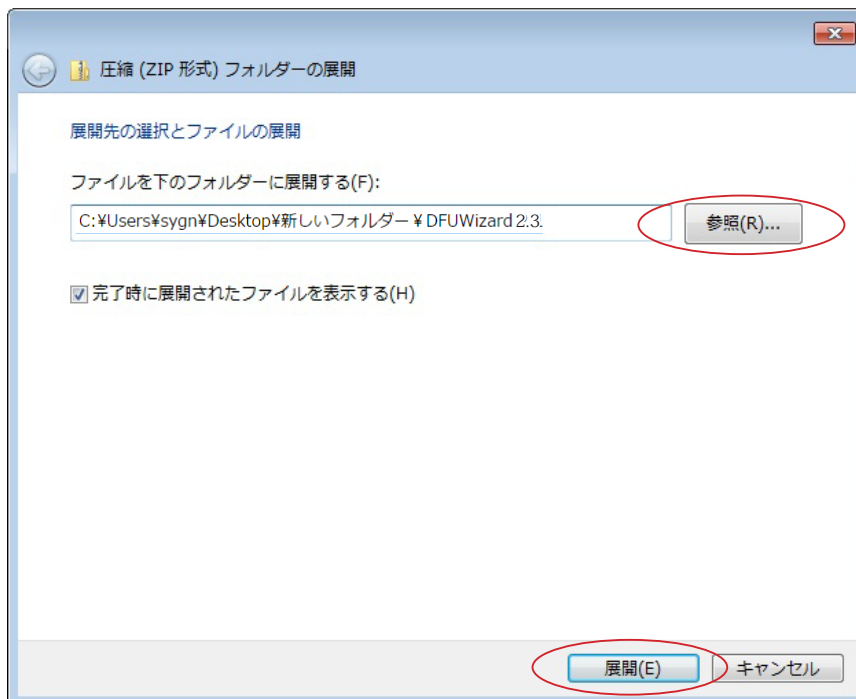 圧縮 (ZIP 形式) フォルダーの展開
展開先の選択とファイルの展開
ファイルを下のフォルダーに展開する(F):
C:¥Users¥sygn¥Desktop¥新しいフォルダー ¥ DFUWizard 2.3.
参照(R)...
完了時に展開されたファイルを表示する(H)
展開(E)
キャンセル